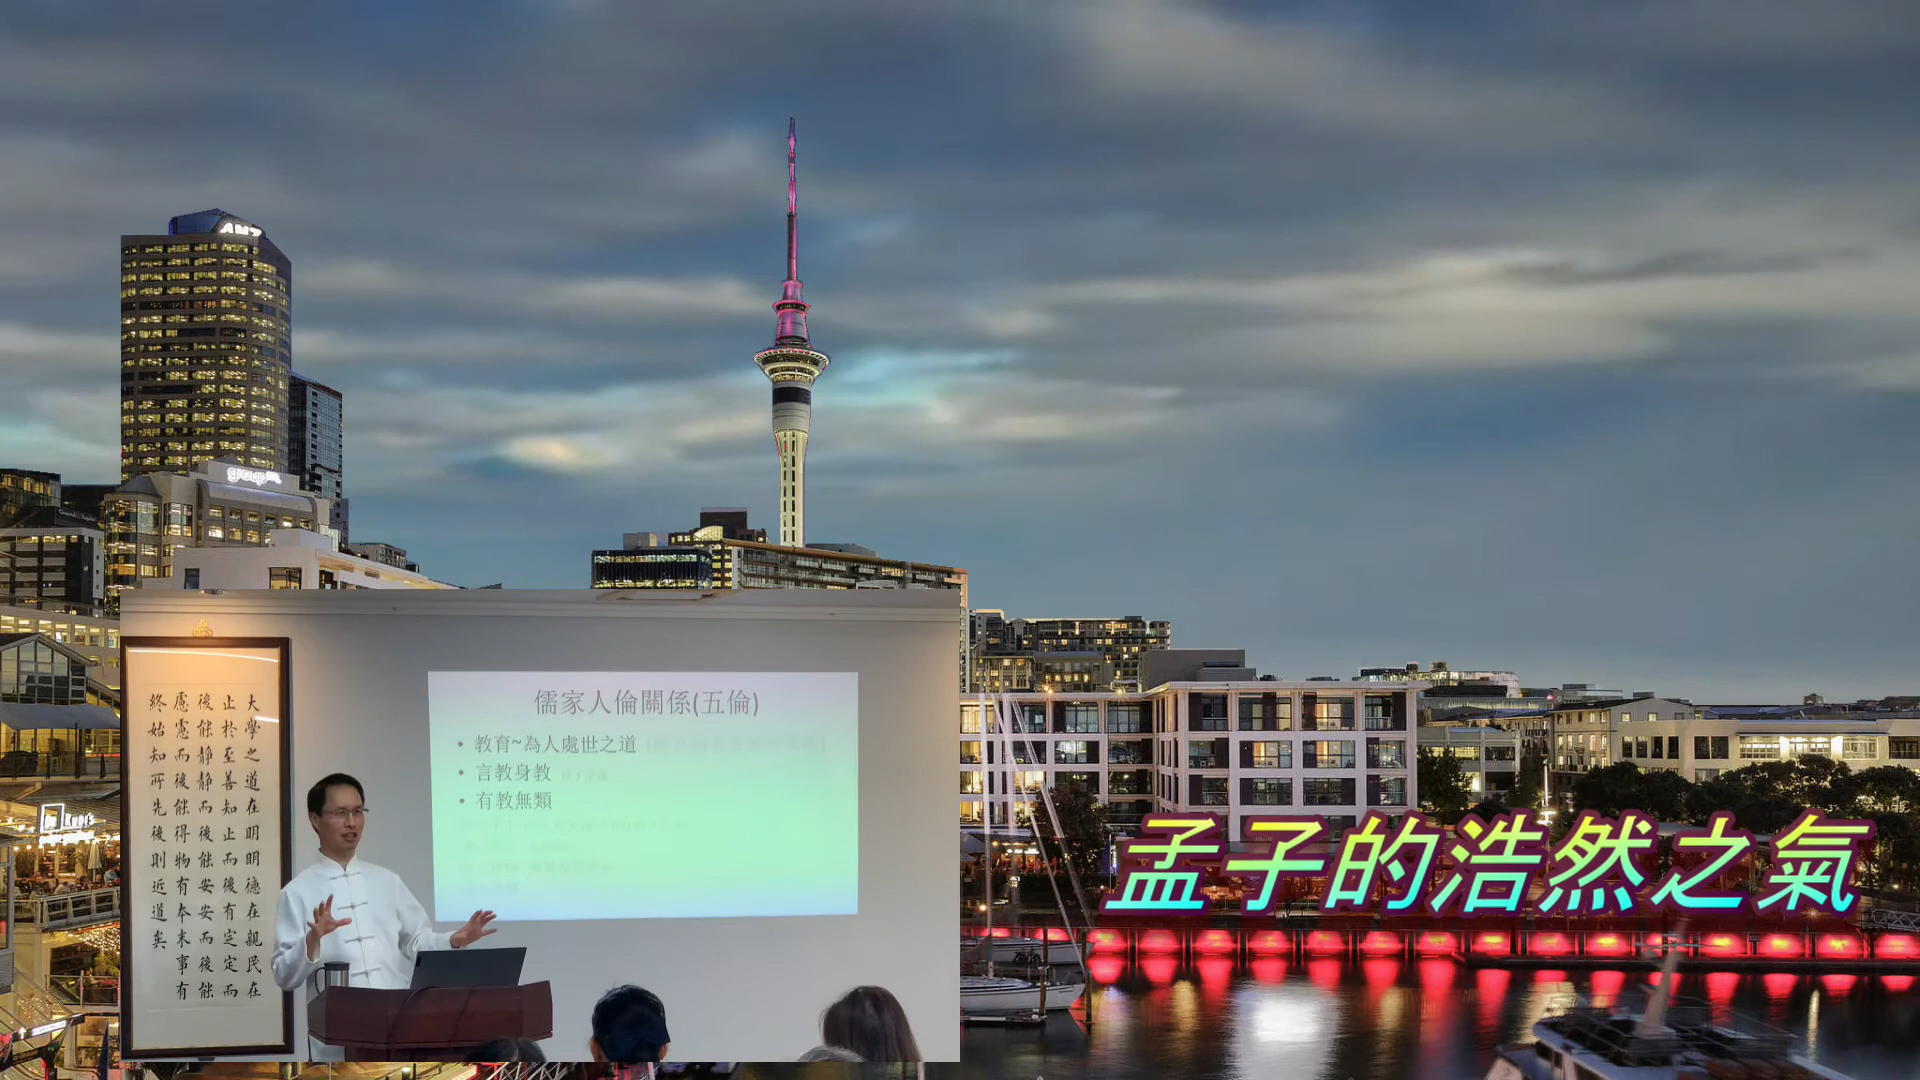 ANZ
group
儒家人倫關係(五倫)
• 教育~為人處世之道
• 言教身教
• 有教無類
大學之道在明明德在親民在
止於至善知止而後有定定而
後能靜靜而後能安安而後能
慮慮而後能得物有本末事有
終始知所先後則近道矣
孟子的浩然之氣